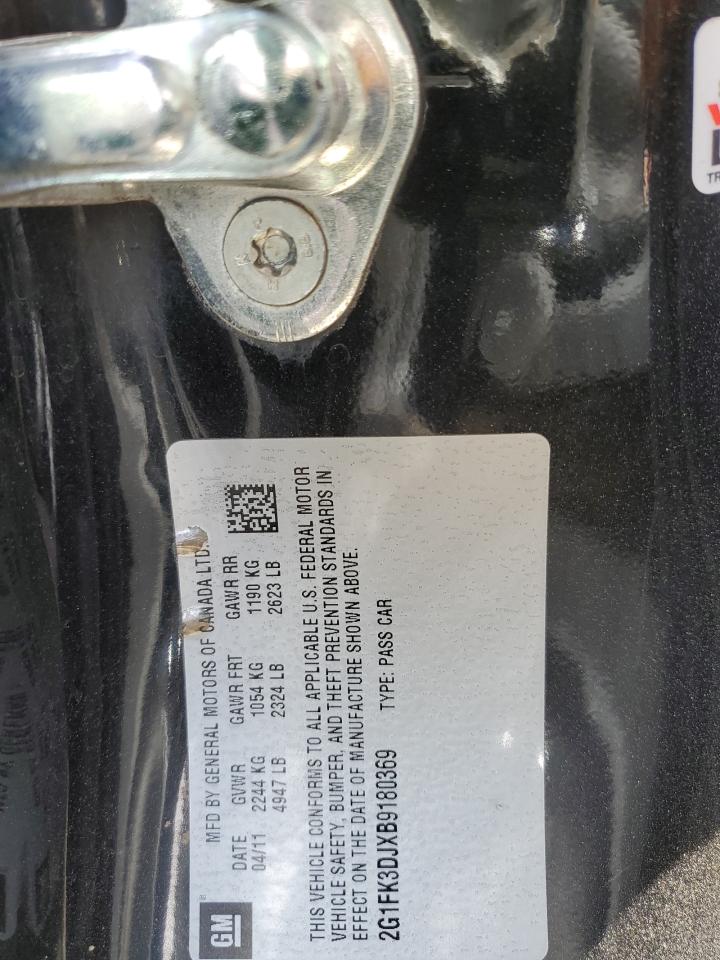 GM
MFD BY GENERAL MOTORS OF CANADA LTD.
DATE GVWR GAWR FRT GAWR RR
04/11 2244 KG 1054 KG 1190 KG
4947 LB 2324 LB 2623 LB
THIS VEHICLE CONFORMS TO ALL APPLICABLE U.S. FEDERAL MOTOR
VEHICLE SAFETY, BUMPER, AND THEFT PREVENTION STANDARDS IN
EFFECT ON THE DATE OF MANUFACTURE SHOWN ABOVE.
2G1FK3DJXB9180369 TYPE: PASS CAR
TR